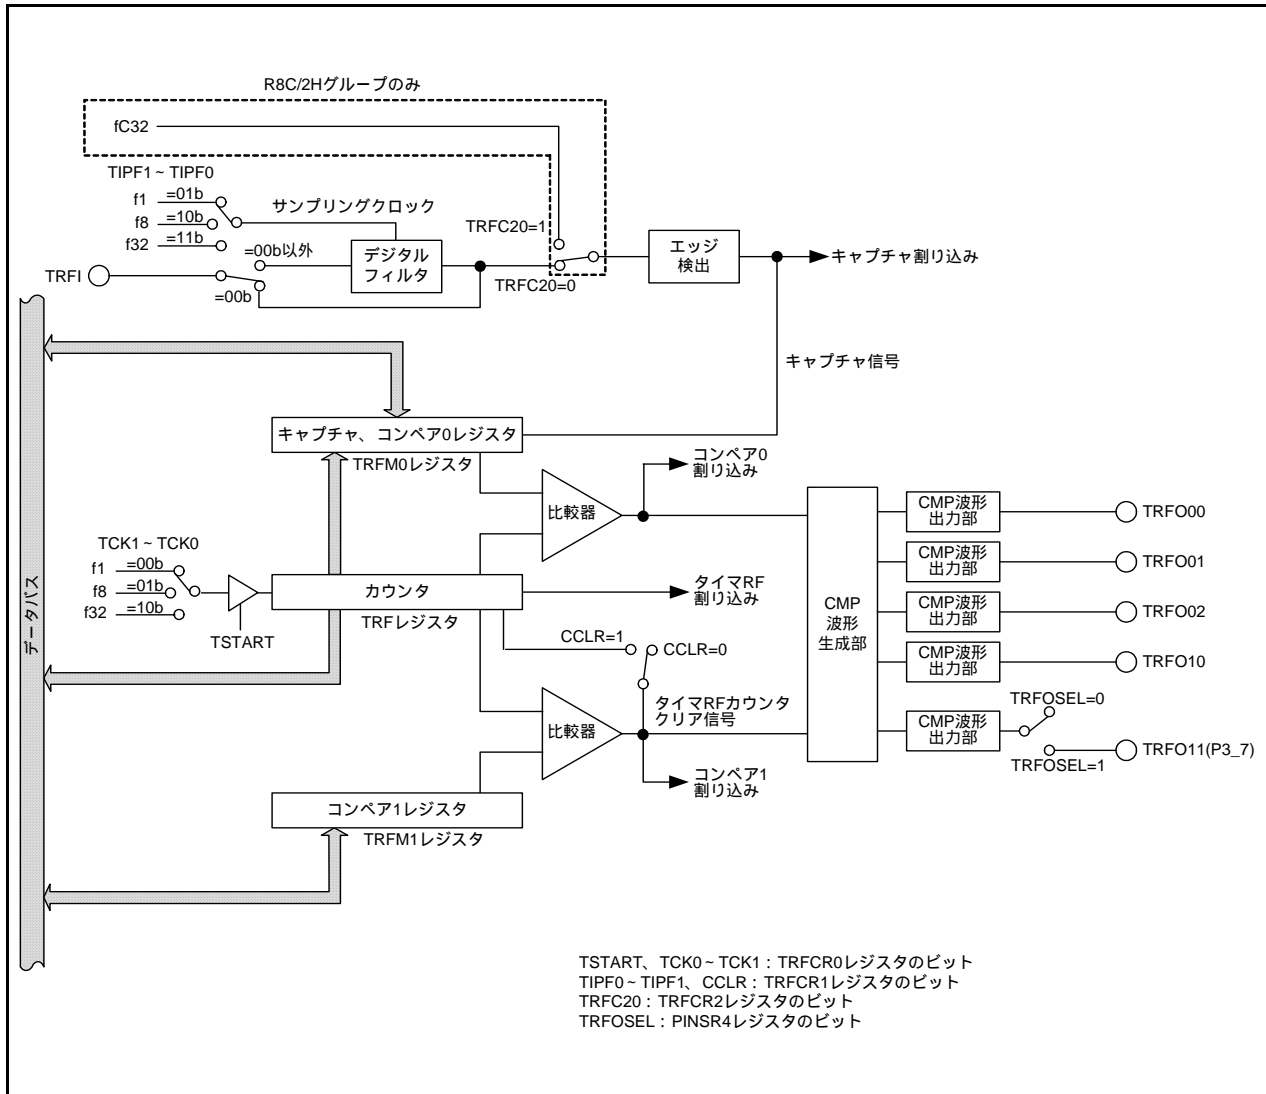 R8C/2Hグループのみ
fC32
TIPF1~TIPF0
f1
=01b
f8
=10b
f32
=11b
サンプリングクロック
TRFC20=1
=00b以外
デジタル
フィルタ
エッジ
検出
キャプチャ割り込み
TRFI
=00b
TRFC20=0
キャプチャ信号
キャプチャ、コンペア0レジスタ
TRFM0レジスタ
コンペア0
割り込み
比較器
CMP波形
出力部
TRFO00
TCK1~TCK0
f1
=00b
f8
=01b
f32
=10b
TSTART
カウンタ
TRFレジスタ
タイマRF
割り込み
CMP波形
出力部
TRFO01
データバス
CMP
波形
生成部
CMP波形
出力部
TRFO02
CCLR=1
CCLR=0
CMP波形
出力部
TRFO10
タイマRFカウンタ
クリア信号
比較器
CMP波形
出力部
TRFOSEL=0
TRFO11(P3_7)
TRFOSEL=1
コンペア1
割り込み
コンペア1レジスタ
TRFM1レジスタ
TSTART、TCK0~TCK1:TRFCR0レジスタのビット
TIPF0~TIPF1、CCLR:TRFCR1レジスタのビット
TRFC20:TRFCR2レジスタのビット
TRFOSEL:PINSR4レジスタのビット